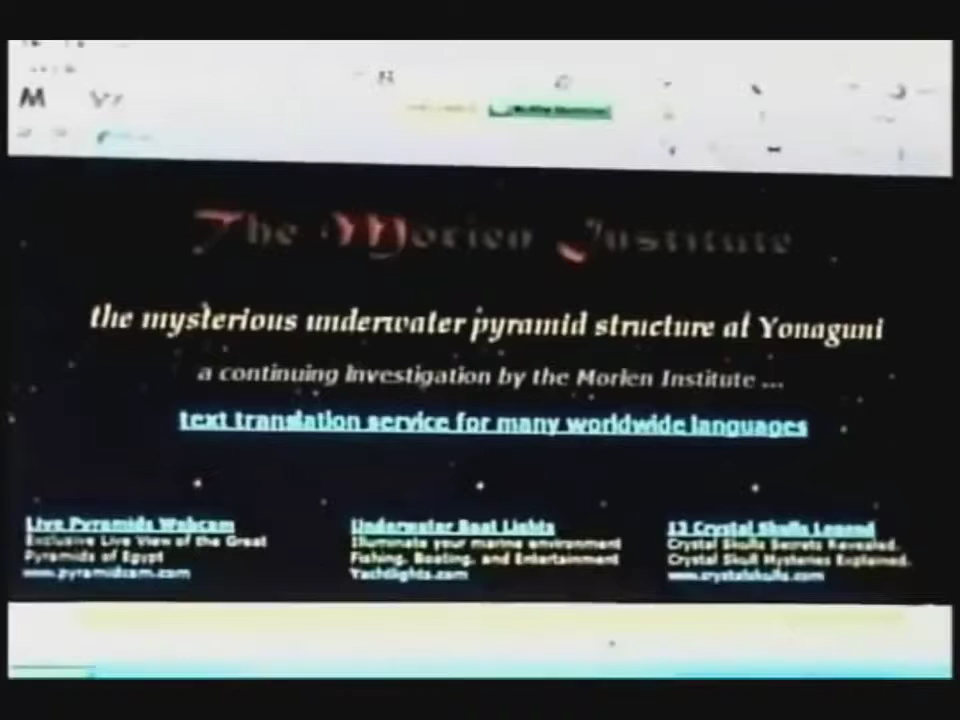 The Morien Institute
the mysterious underwater pyramid structure at Yonaguni
a continuing investigation by the Morien Institute ...
text translation service for many worldwide languages
Live Pyramids Webcam
Exclusive Live View of the Great
Pyramids of Egypt
www.pyramidcam.com
Underwater Boat Lights
Illuminate your marine environment
Fishing, Boating, and Entertainment
Yachtlights.com
13 Crystal Skulls Legend
Crystal Skulls Secrets Revealed.
Crystal Skull Mysteries Explained.
www.crystalskulls.com